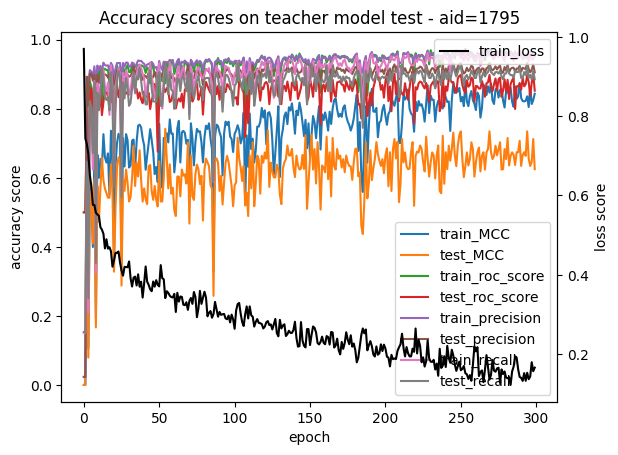 Accuracy scores on teacher model test - aid=1795
train_loss
accuracy score
loss score
1.0
0.8
0.6
0.4
0.2
0.0
1.0
0.8
0.6
0.4
0.2
train_MCC
test_MCC
train_roc_score
test_roc_score
train_precision
test_precision
train_recall
test_recall
0
50
100
150
200
250
300
epoch